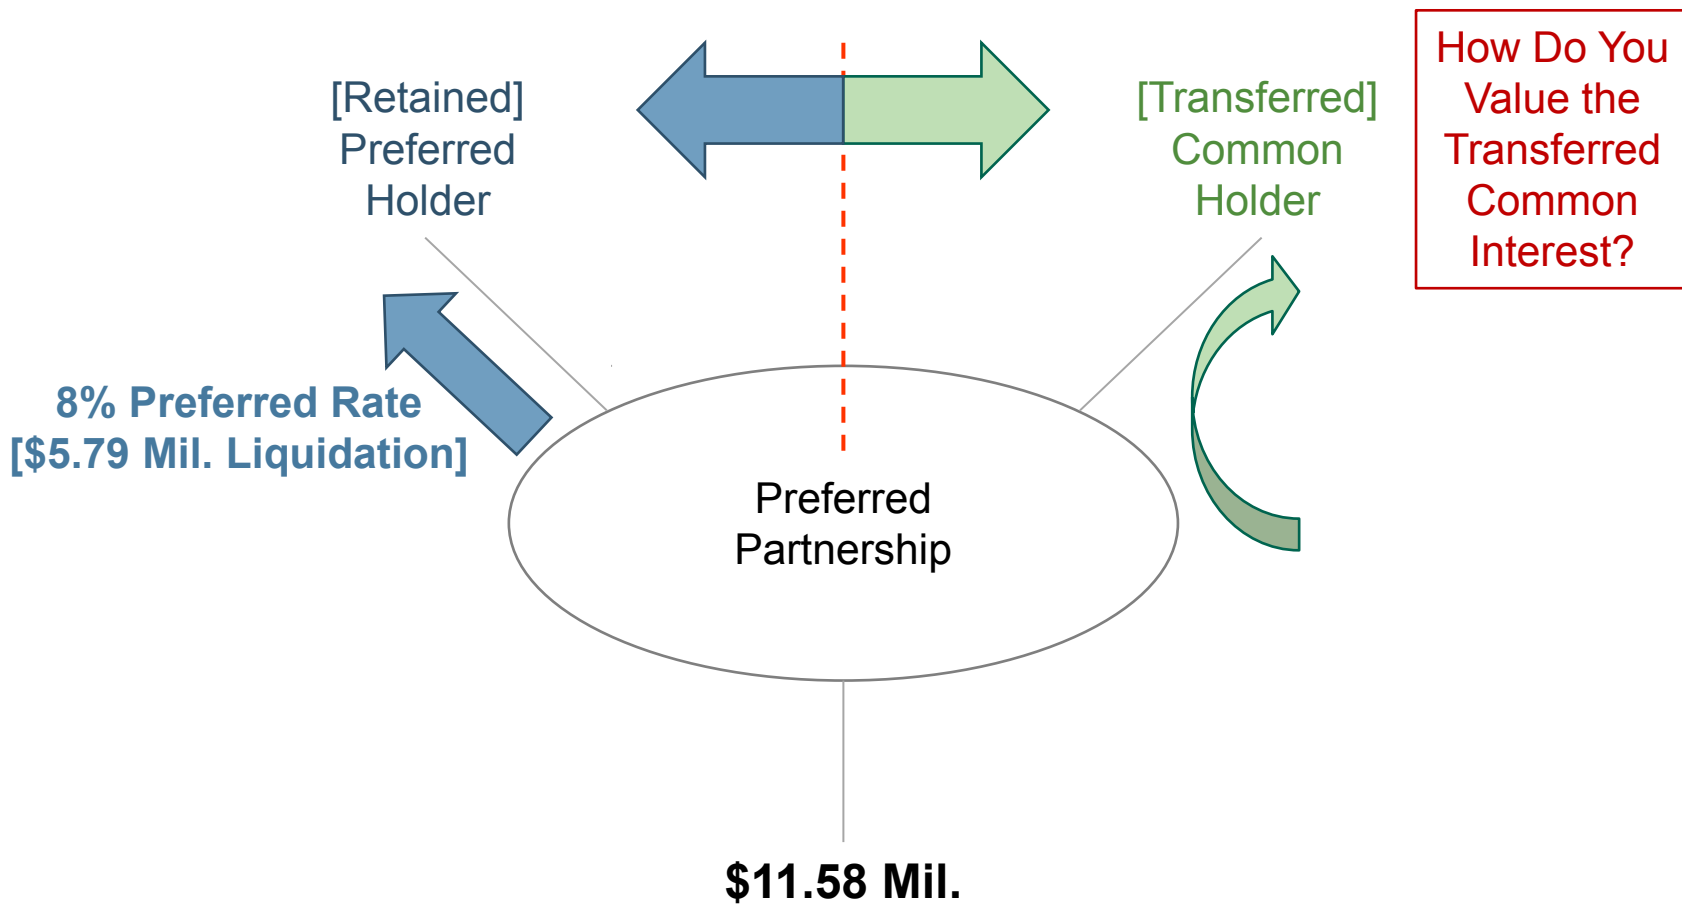 [Retained]
Preferred
Holder
[Transferred]
Common
Holder
How Do You
Value the
Transferred
Common
Interest?
8% Preferred Rate
[$5.79 Mil. Liquidation]
Preferred
Partnership
$11.58 Mil.